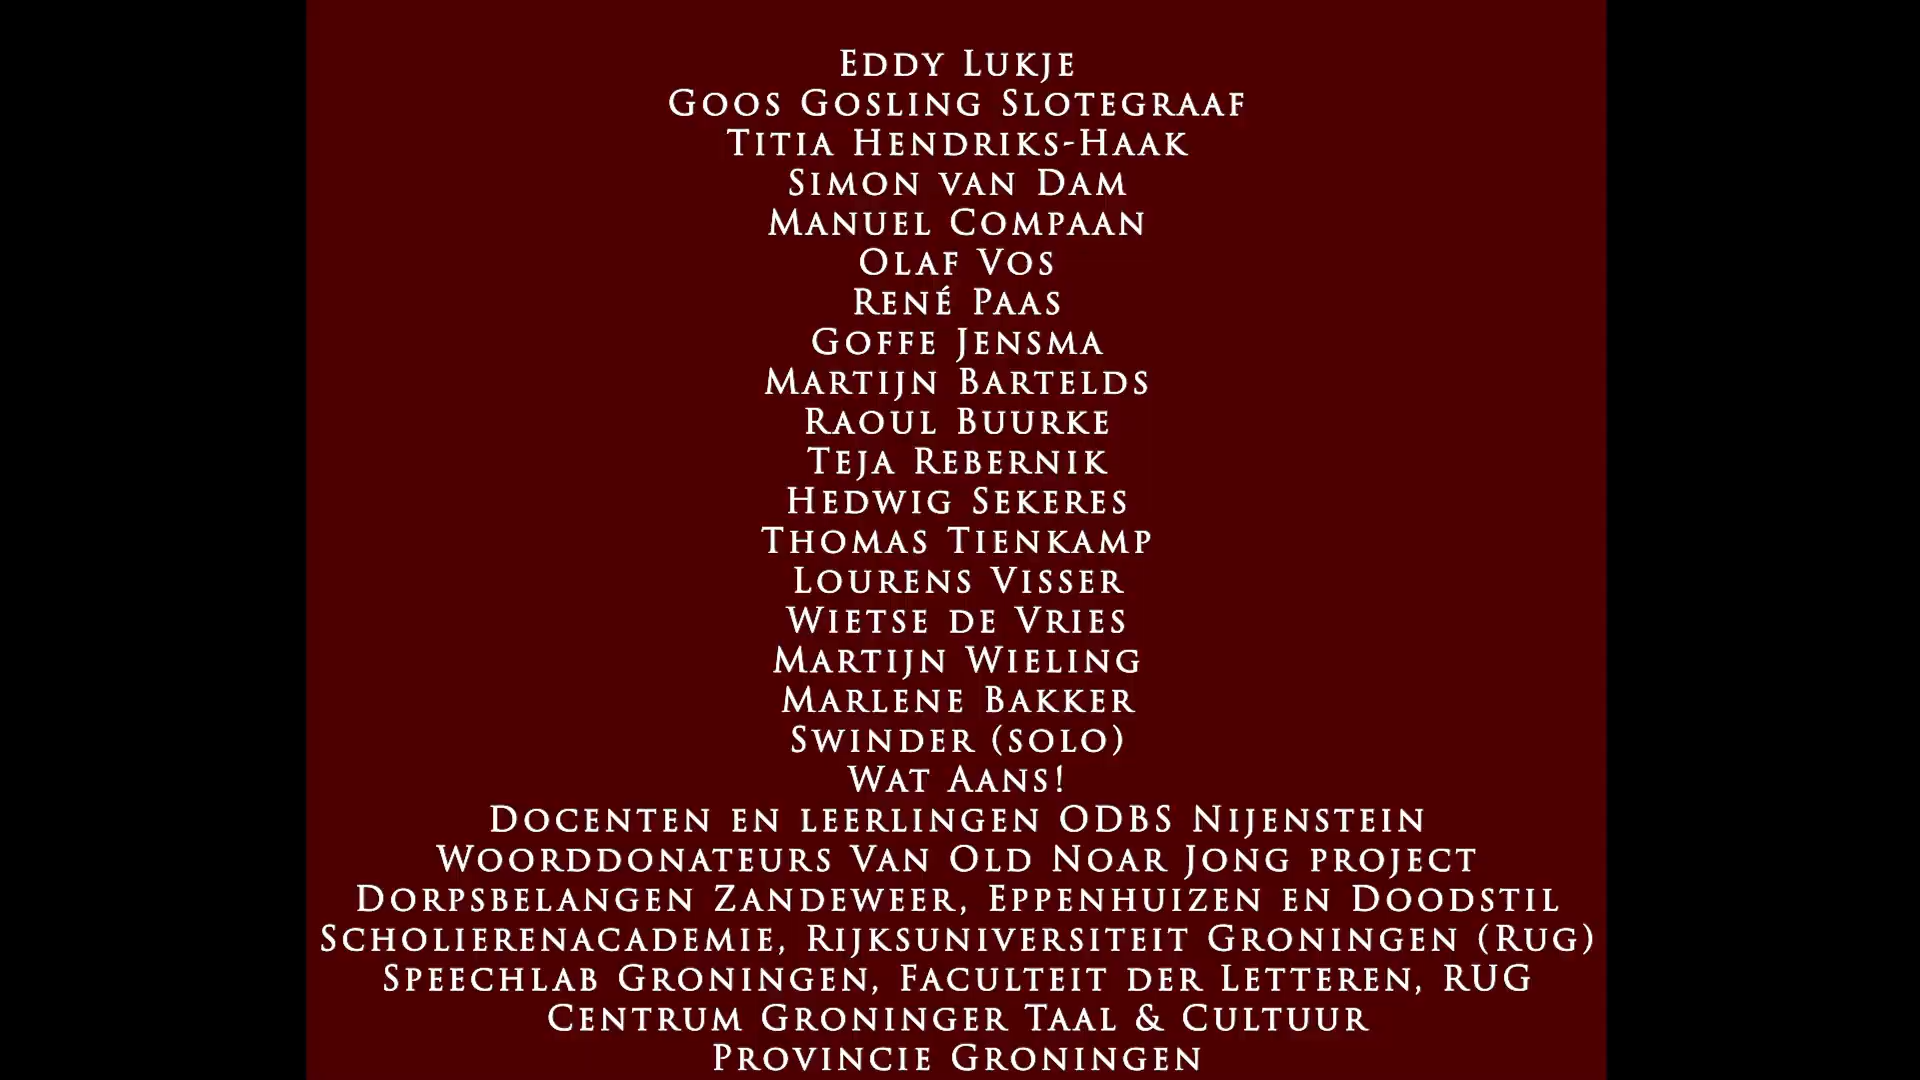 Eddy Lukje
Goos Gosling Slotegraaf
Titia Hendriks-Haak
Simon van Dam
Manuel Compaan
Olaf Vos
René Paas
Goffe Jensma
Martijn Bartelds
Raoul Buurke
Teja Rebernik
Hedwig Sekeres
Thomas Tienkamp
Lourens Visser
Wietse de Vries
Martijn Wieling
Marlene Bakker
Swinder (solo)
Wat Aans!
Docenten en leerlingen ODBS Nijenstein
Woorddonateurs Van Old Noar Jong project
Dorpsbelangen Zandeweer, Eppenhuizen en Doodstil
Scholierenacademie, Rijksuniversiteit Groningen (Rug)
Speechlab Groningen, Faculteit der Letteren, RUG
Centrum Groninger Taal & Cultuur
Provincie Groningen